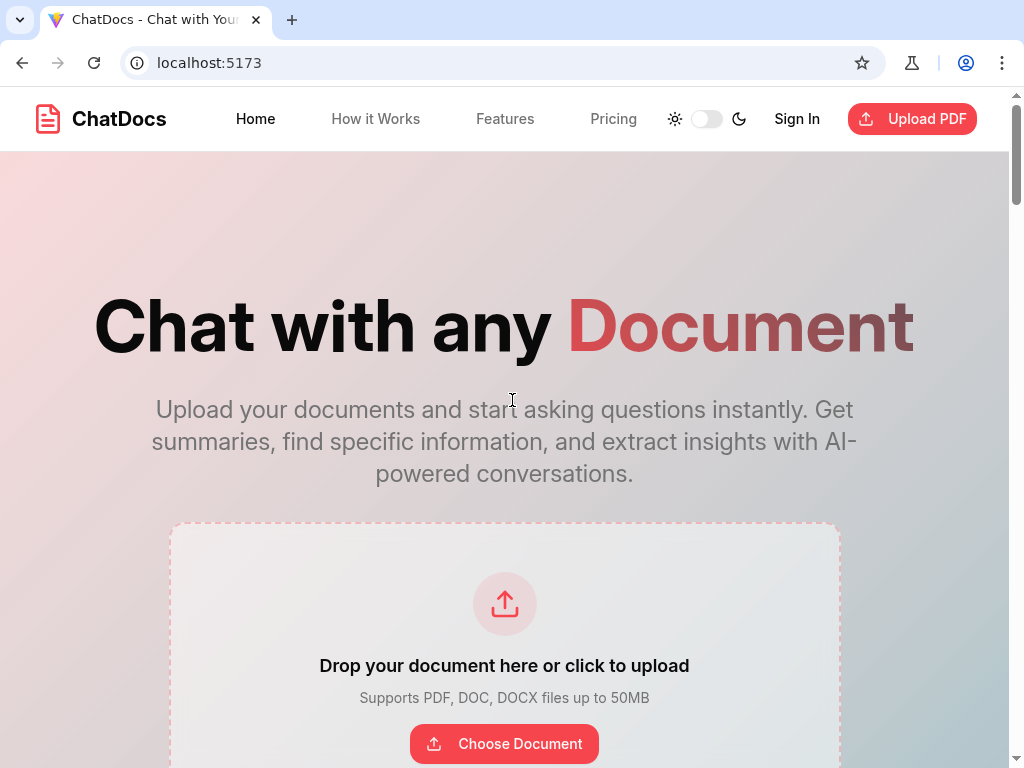 ChatDocs - Chat with Your
localhost:5173
ChatDocs
Home
How it Works
Features
Pricing
Sign In
Upload PDF
Chat with any Document
Upload your documents and start asking questions instantly. Get
summaries, find specific information, and extract insights with AI-
powered conversations.
Drop your document here or click to upload
Supports PDF, DOC, DOCX files up to 50MB
Choose Document